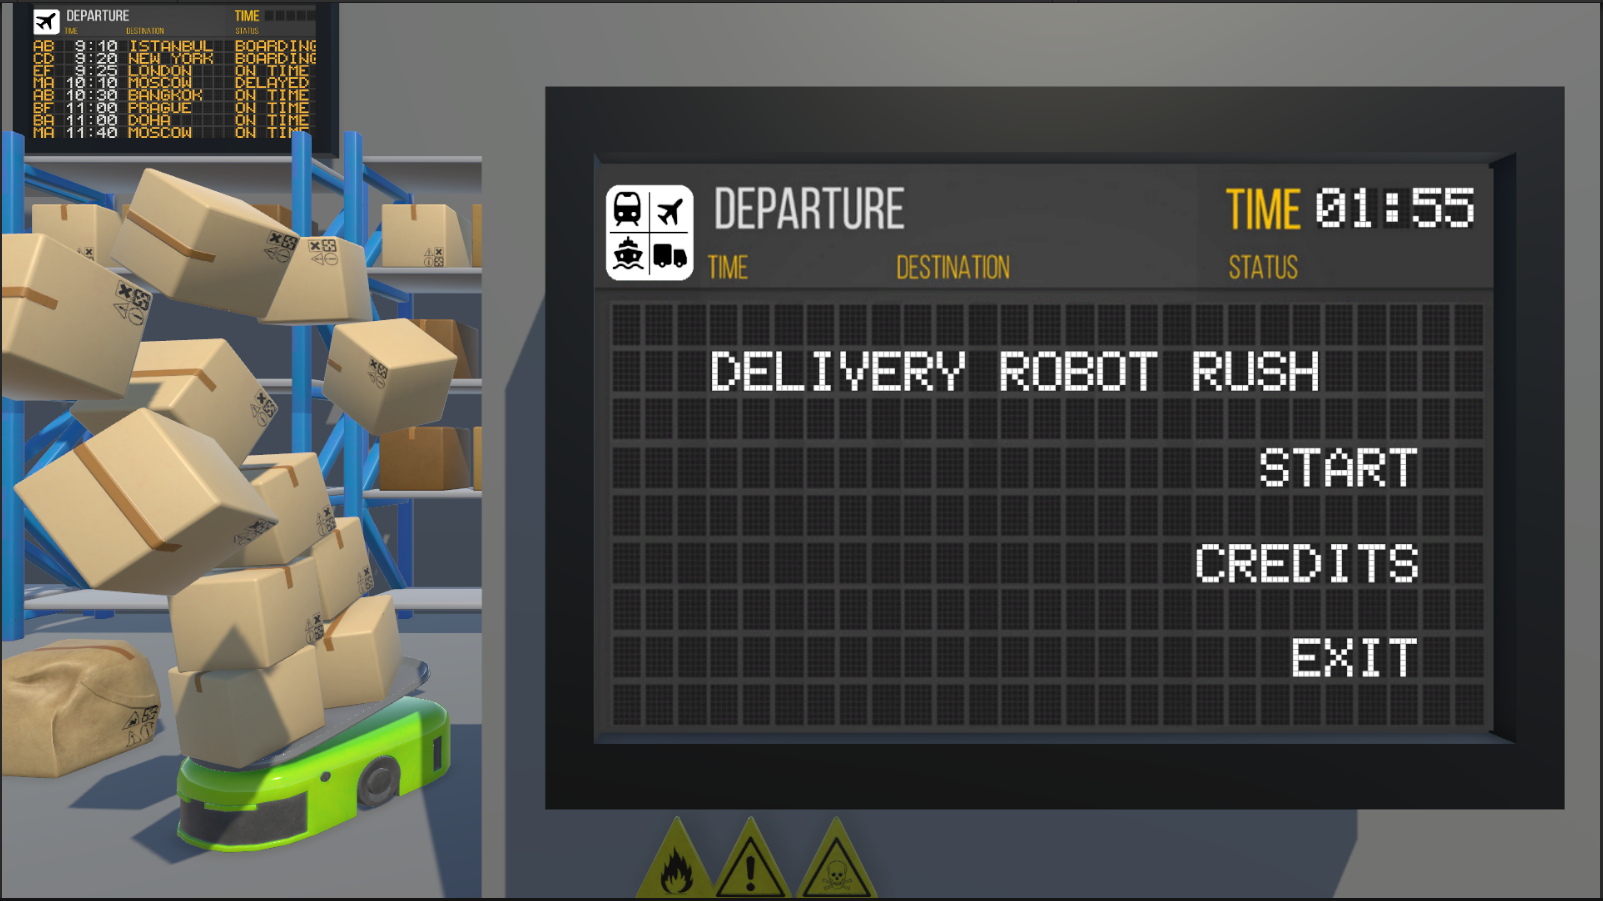 DEPARTURE TIME
TIME DESTINATION STATUS
AB 9:10 ISTANBUL BOARDING
CD 9:20 NEW YORK BOARDING
EF 9:25 LONDON ON TIME
MA 10:10 MOSCOW DELAYED
AB 10:30 BANGKOK ON TIME
BF 11:00 PRAGUE ON TIME
BA 11:00 DOHA ON TIME
MA 11:40 MOSCOW ON TIME
DEPARTURE TIME 01:55
TIME DESTINATION STATUS
DELIVERY ROBOT RUSH
START
CREDITS
EXIT